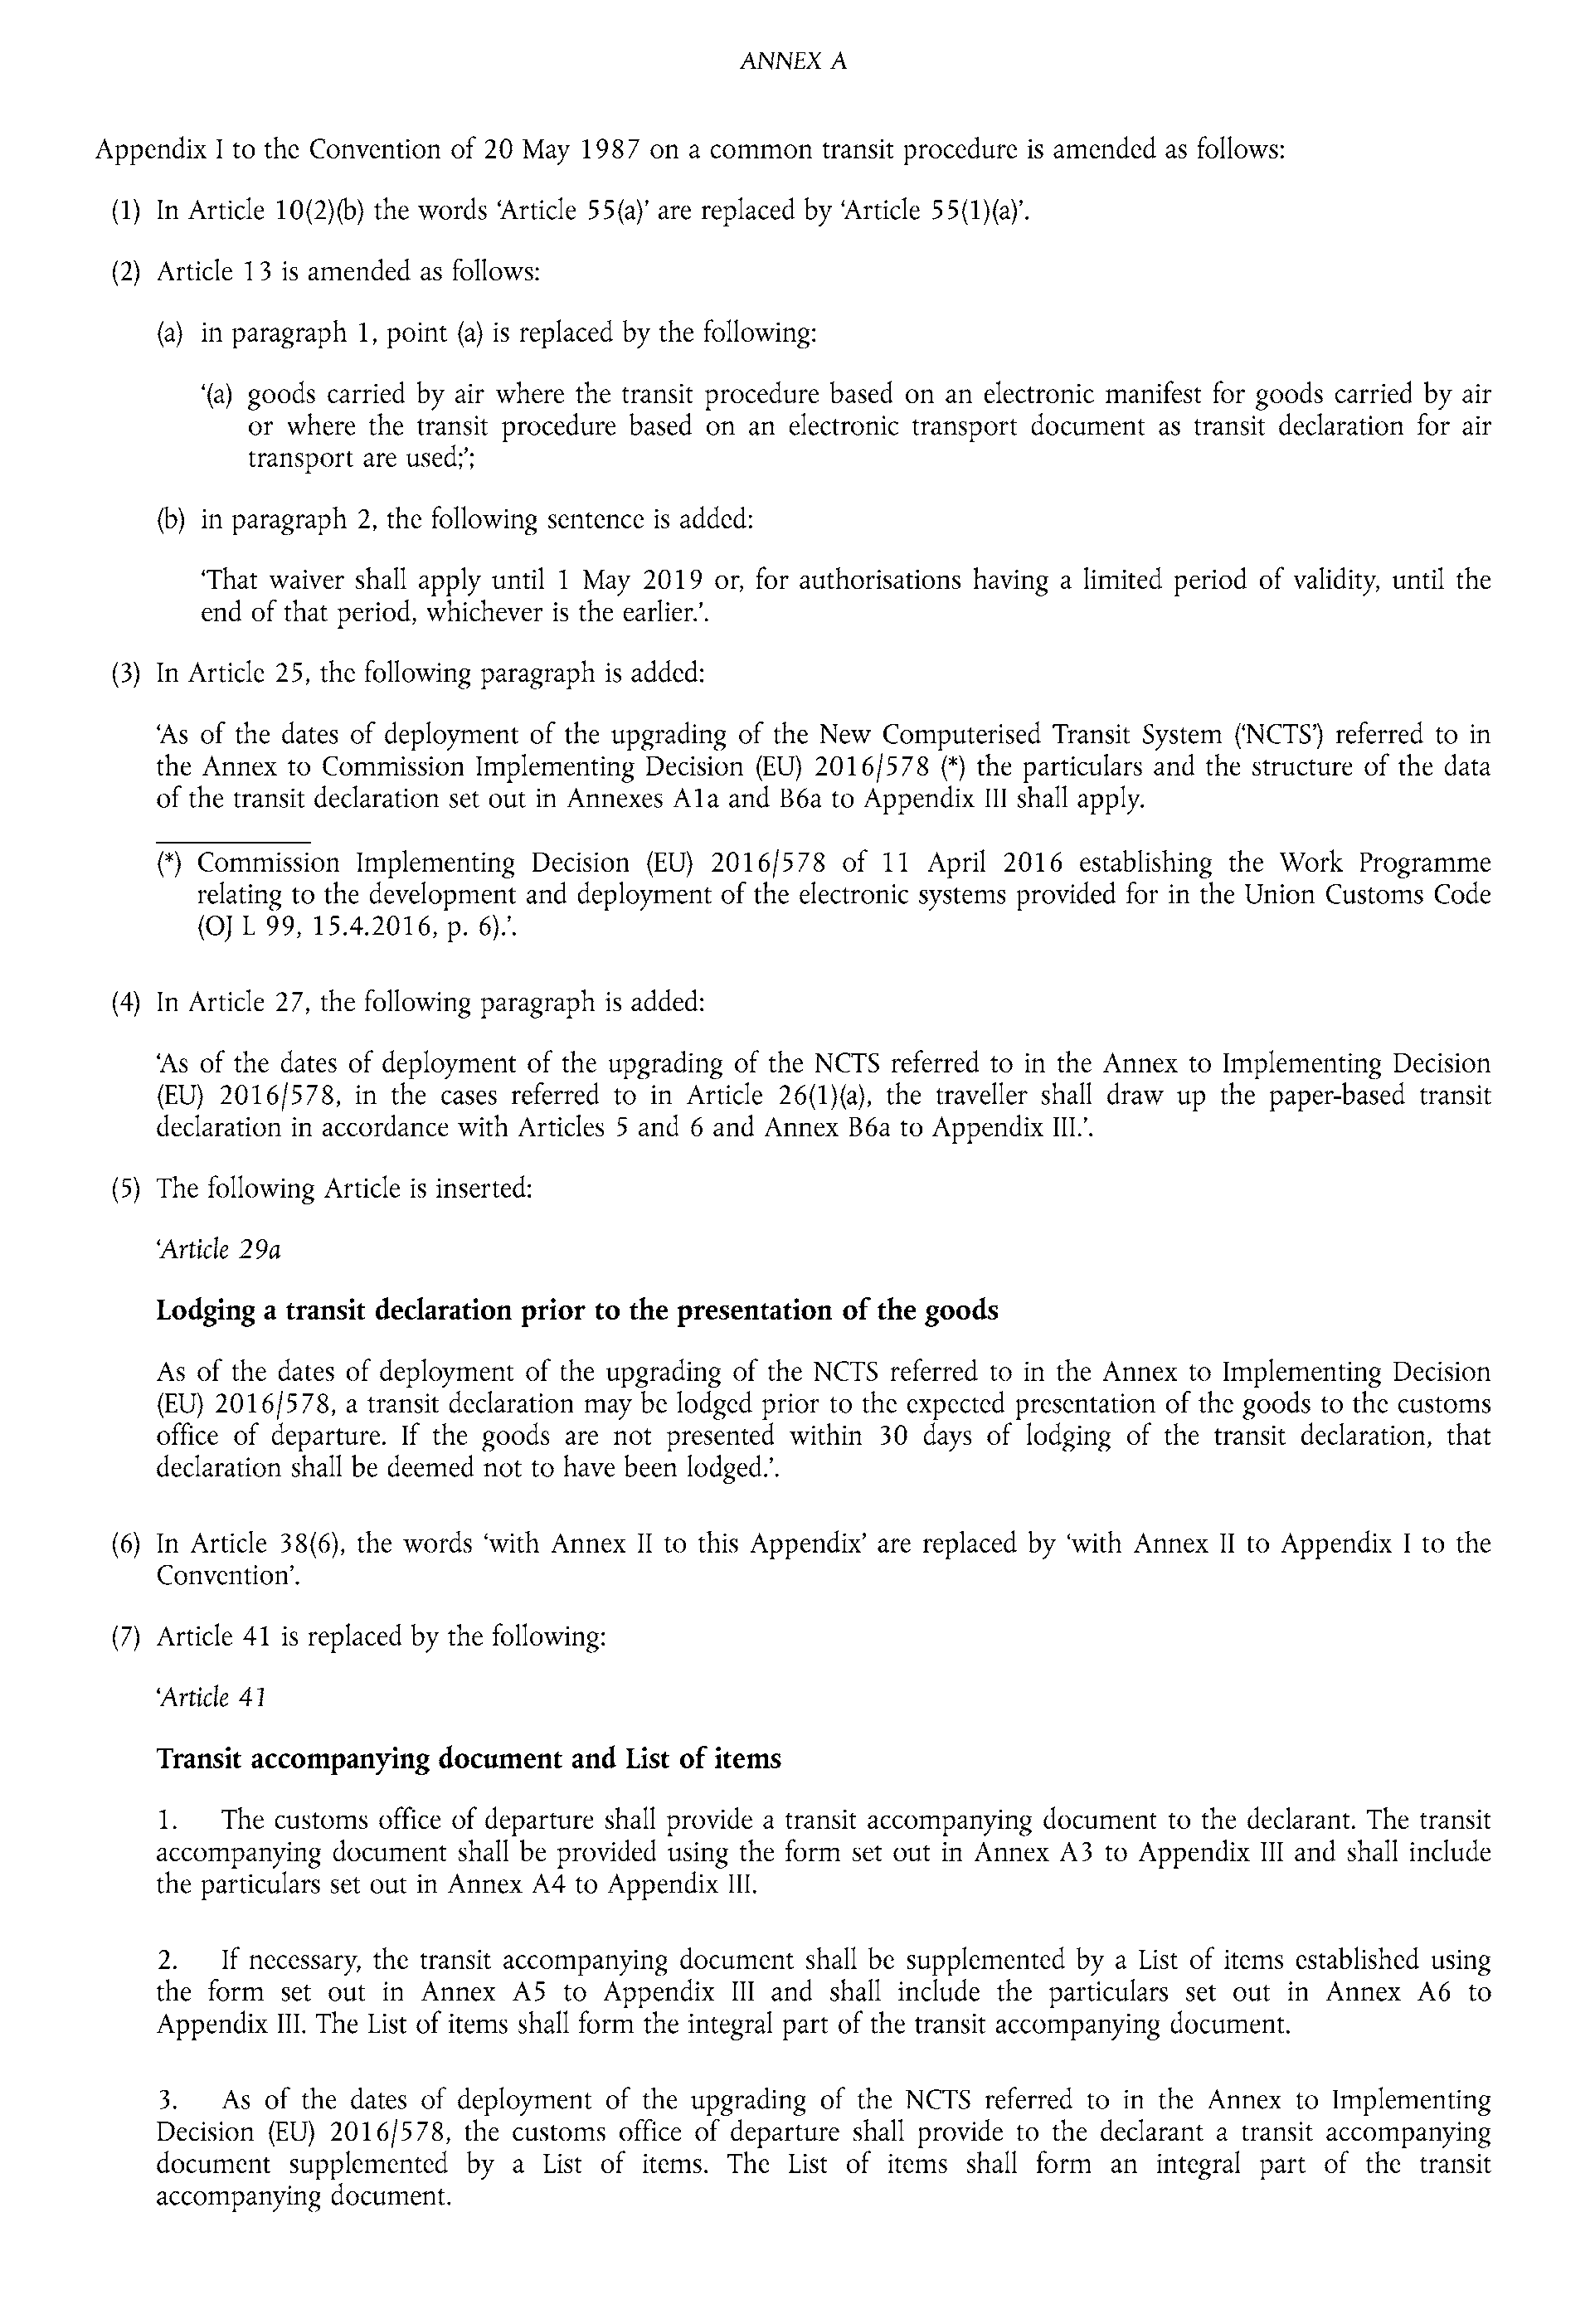 ANNEX A
Appendix I to the Convention of 20 May 1987 on a common transit procedure is amended as follows:
(1) In Article 10(2)(b) the words ‘Article 55(a)’ are replaced by ‘Article 55(1)(a)’.
(2) Article 13 is amended as follows:
(a) in paragraph 1, point (a) is replaced by the following:
‘(a) goods carried by air where the transit procedure based on an electronic manifest for goods carried by air
or where the transit procedure based on an electronic transport document as transit declaration for air
transport are used;’;
(b) in paragraph 2, the following sentence is added:
‘That waiver shall apply until 1 May 2019 or, for authorisations having a limited period of validity, until the
end of that period, whichever is the earlier.’.
(3) In Article 25, the following paragraph is added:
‘As of the dates of deployment of the upgrading of the New Computerised Transit System (‘NCTS’) referred to in
the Annex to Commission Implementing Decision (EU) 2016/578 (*) the particulars and the structure of the data
of the transit declaration set out in Annexes A1a and B6a to Appendix III shall apply.
(*) Commission Implementing Decision (EU) 2016/578 of 11 April 2016 establishing the Work Programme
relating to the development and deployment of the electronic systems provided for in the Union Customs Code
(OJ L 99, 15.4.2016, p. 6).’.
(4) In Article 27, the following paragraph is added:
‘As of the dates of deployment of the upgrading of the NCTS referred to in the Annex to Implementing Decision
(EU) 2016/578, in the cases referred to in Article 26(1)(a), the traveller shall draw up the paper-based transit
declaration in accordance with Articles 5 and 6 and Annex B6a to Appendix III.’.
(5) The following Article is inserted:
‘Article 29a
Lodging a transit declaration prior to the presentation of the goods
As of the dates of deployment of the upgrading of the NCTS referred to in the Annex to Implementing Decision
(EU) 2016/578, a transit declaration may be lodged prior to the expected presentation of the goods to the customs
office of departure. If the goods are not presented within 30 days of lodging of the transit declaration, that
declaration shall be deemed not to have been lodged.’.
(6) In Article 38(6), the words ‘with Annex II to this Appendix’ are replaced by ‘with Annex II to Appendix I to the
Convention’.
(7) Article 41 is replaced by the following:
‘Article 41
Transit accompanying document and List of items
1. The customs office of departure shall provide a transit accompanying document to the declarant. The transit
accompanying document shall be provided using the form set out in Annex A3 to Appendix III and shall include
the particulars set out in Annex A4 to Appendix III.
2. If necessary, the transit accompanying document shall be supplemented by a List of items established using
the form set out in Annex A5 to Appendix III and shall include the particulars set out in Annex A6 to
Appendix III. The List of items shall form the integral part of the transit accompanying document.
3. As of the dates of deployment of the upgrading of the NCTS referred to in the Annex to Implementing
Decision (EU) 2016/578, the customs office of departure shall provide to the declarant a transit accompanying
document supplemented by a List of items. The List of items shall form an integral part of the transit
accompanying document.